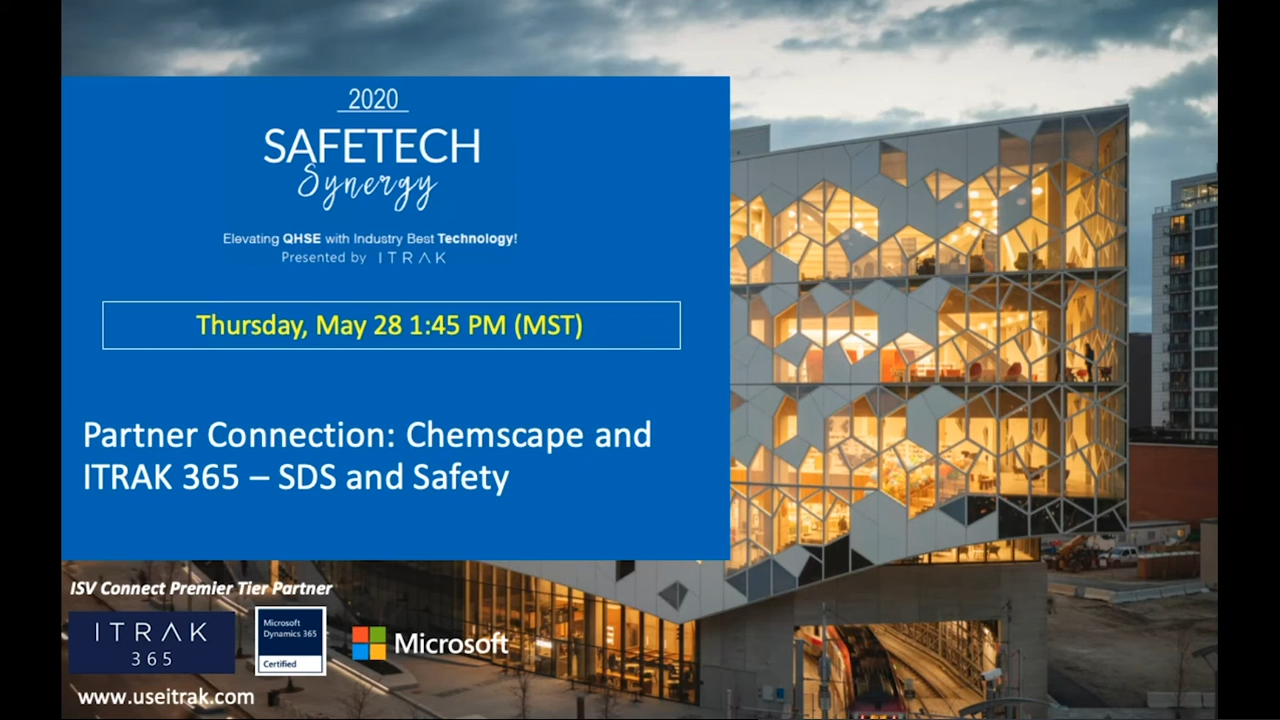 2020
SAFETECH
Synergy
Elevating QHSE with Industry Best Technology!
Presented by ITRAK
Thursday, May 28 1:45 PM (MST)
Partner Connection: Chemscape and
ITRAK 365 – SDS and Safety
ISV Connect Premier Tier Partner
ITRAK
365
Microsoft
Dynamics 365
Certified
Microsoft
www.useitrak.com